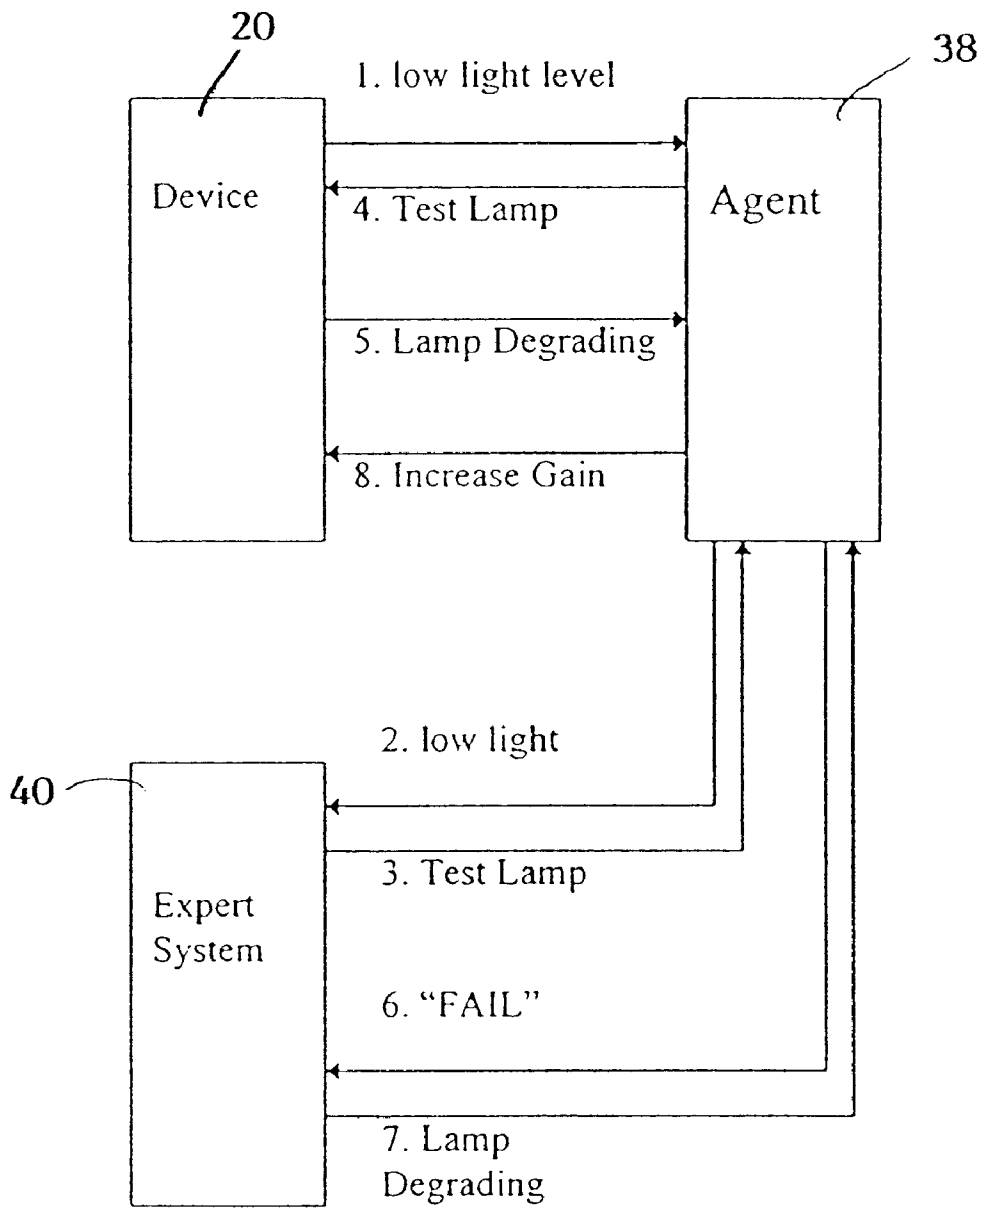 20
38
1. low light level
Device
Agent
4. Test Lamp
5. Lamp Degrading
8. Increase Gain
2. low light
40
3. Test Lamp
Expert
System
6. “FAIL”
7. Lamp
Degrading